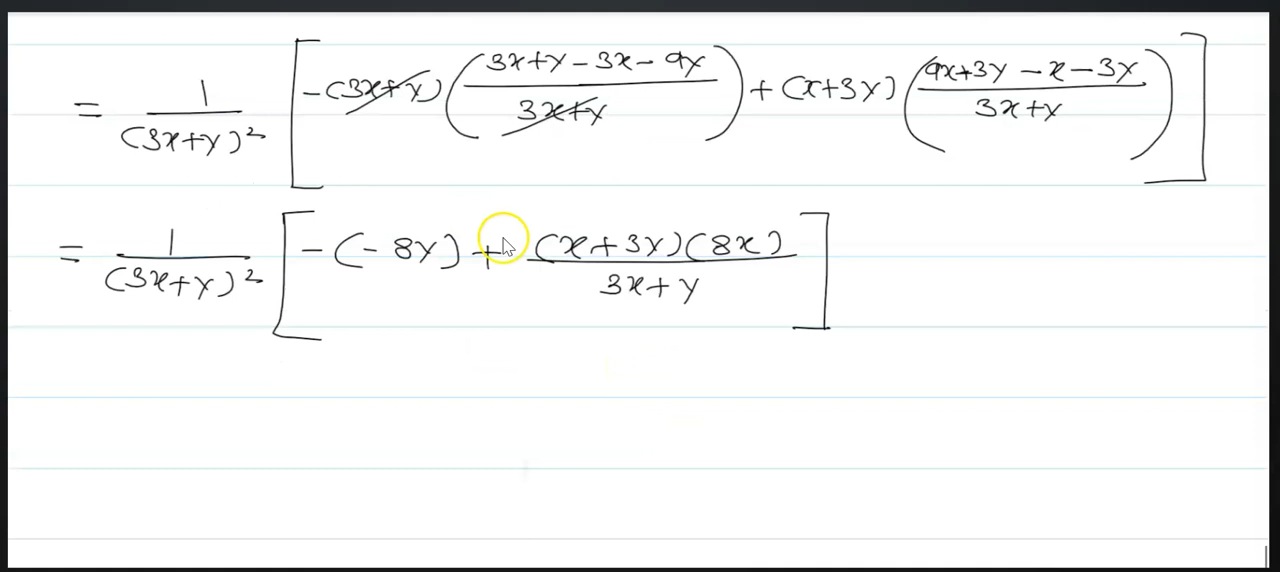 = 1/(3x+y)² [ -(3x+y) ( (3x+y-3x-9y)/(3x+y) ) + (x+3y) ( (9x+3y-x-3y)/(3x+y) ) ]
= 1/(3x+y)² [ -(-8y) + (x+3y)(8x)/(3x+y) ]